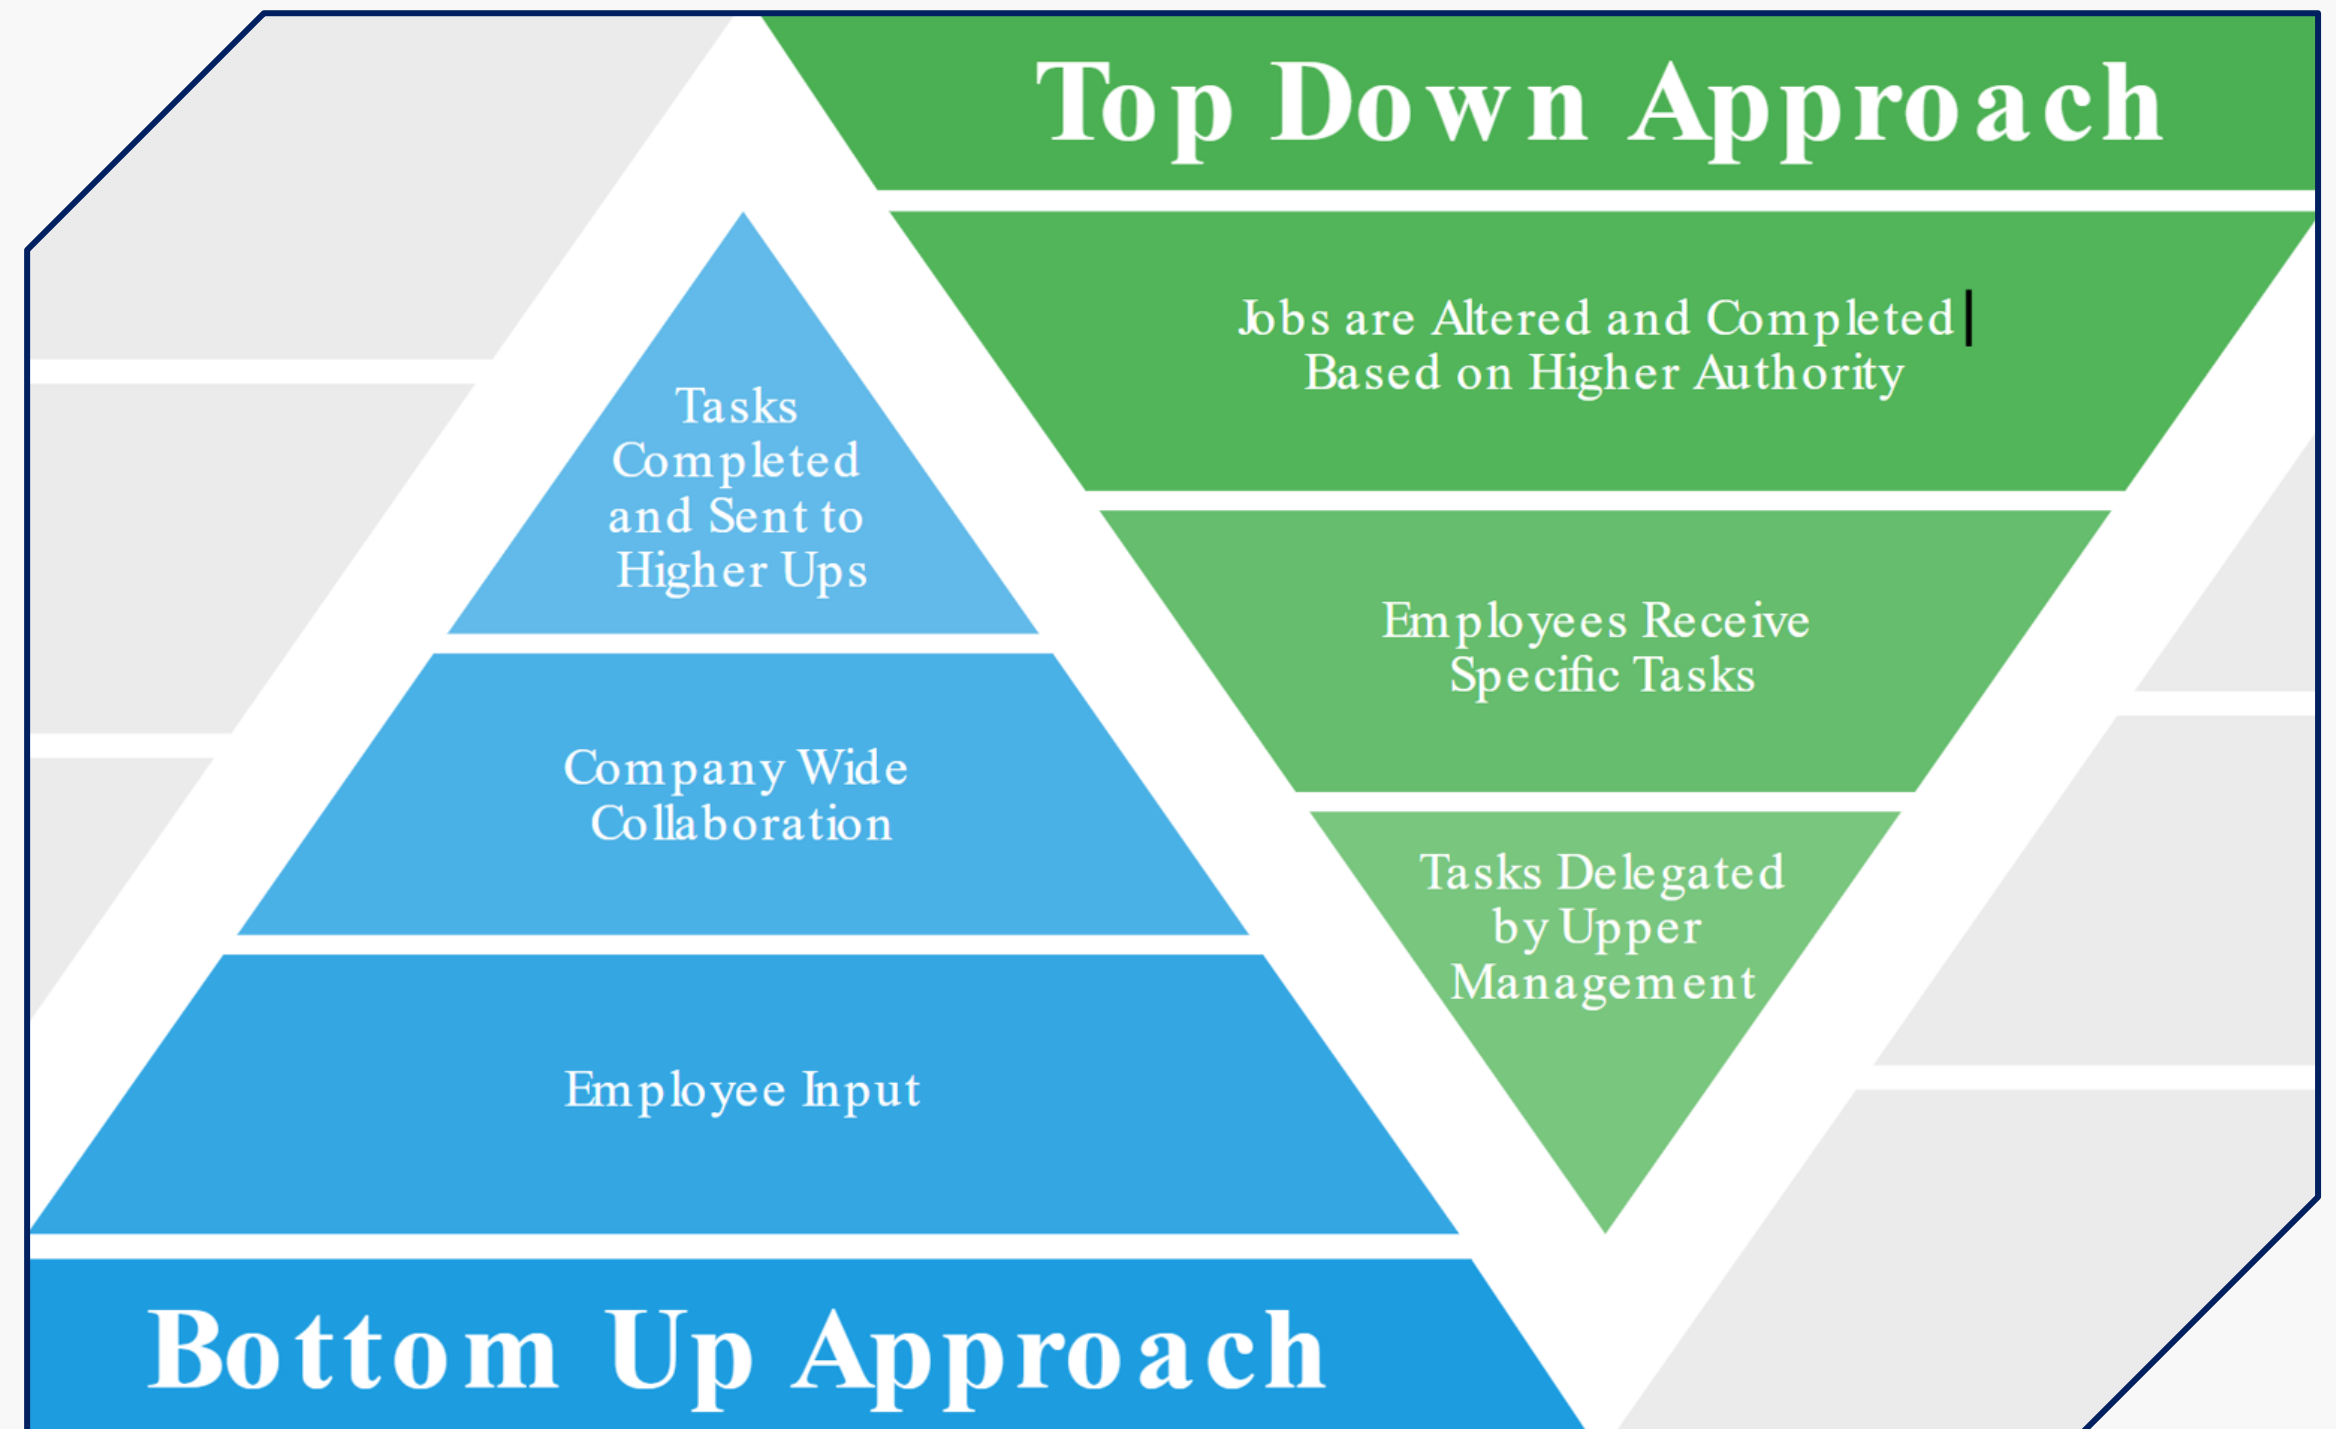 Top Down Approach
Jobs are Altered and Completed
Based on Higher Authority
Employees Receive
Specific Tasks
Tasks Delegated
by Upper
Management
Tasks
Completed
and Sent to
Higher Ups
Company Wide
Collaboration
Employee Input
Bottom Up Approach